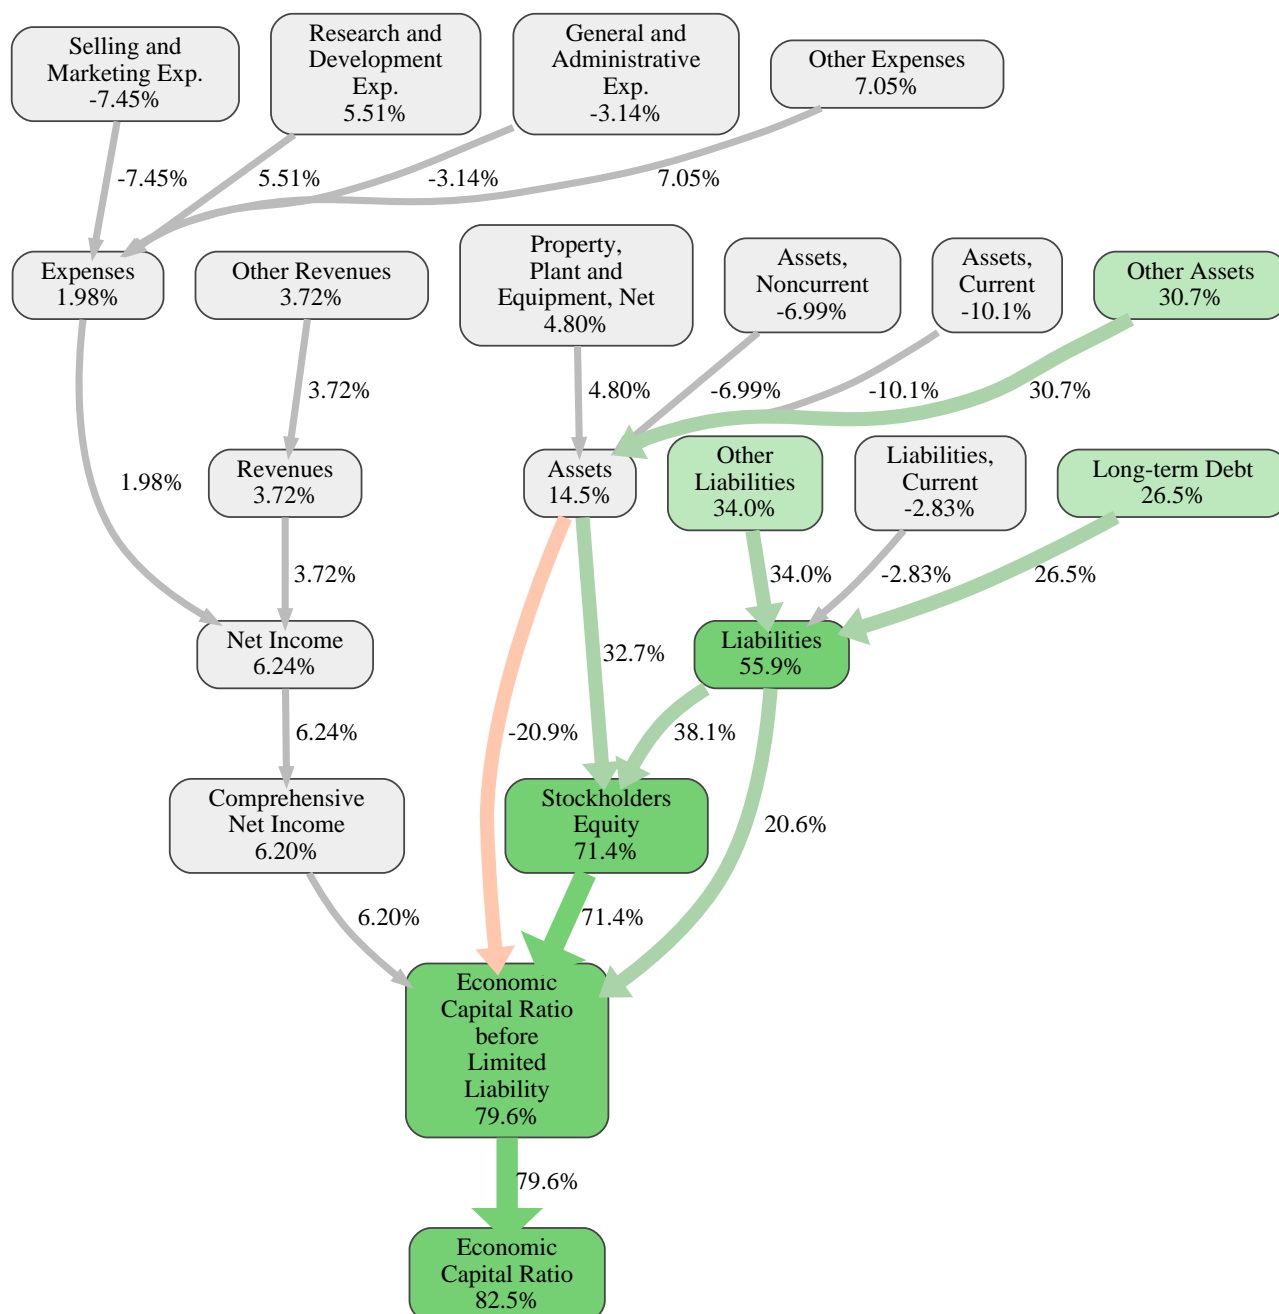 Selling and
Marketing Exp.
-7.45%
Research and
Development
Exp.
5.51%
General and
Administrative
Exp.
-3.14%
Other Expenses
7.05%
-7.45%
5.51%
-3.14%
7.05%
Expenses
1.98%
Other Revenues
3.72%
Property,
Plant and
Equipment, Net
4.80%
Assets,
Noncurrent
-6.99%
Assets,
Current
-10.1%
Other Assets
30.7%
3.72%
4.80%
-6.99%
-10.1%
30.7%
1.98%
Revenues
3.72%
Assets
14.5%
Other
Liabilities
34.0%
Liabilities,
Current
-2.83%
Long-term Debt
26.5%
3.72%
34.0%
-2.83%
26.5%
Net Income
6.24%
32.7%
Liabilities
55.9%
6.24%
-20.9%
38.1%
Comprehensive
Net Income
6.20%
Stockholders
Equity
71.4%
20.6%
6.20%
71.4%
Economic
Capital Ratio
before
Limited
Liability
79.6%
79.6%
Economic
Capital Ratio
82.5%